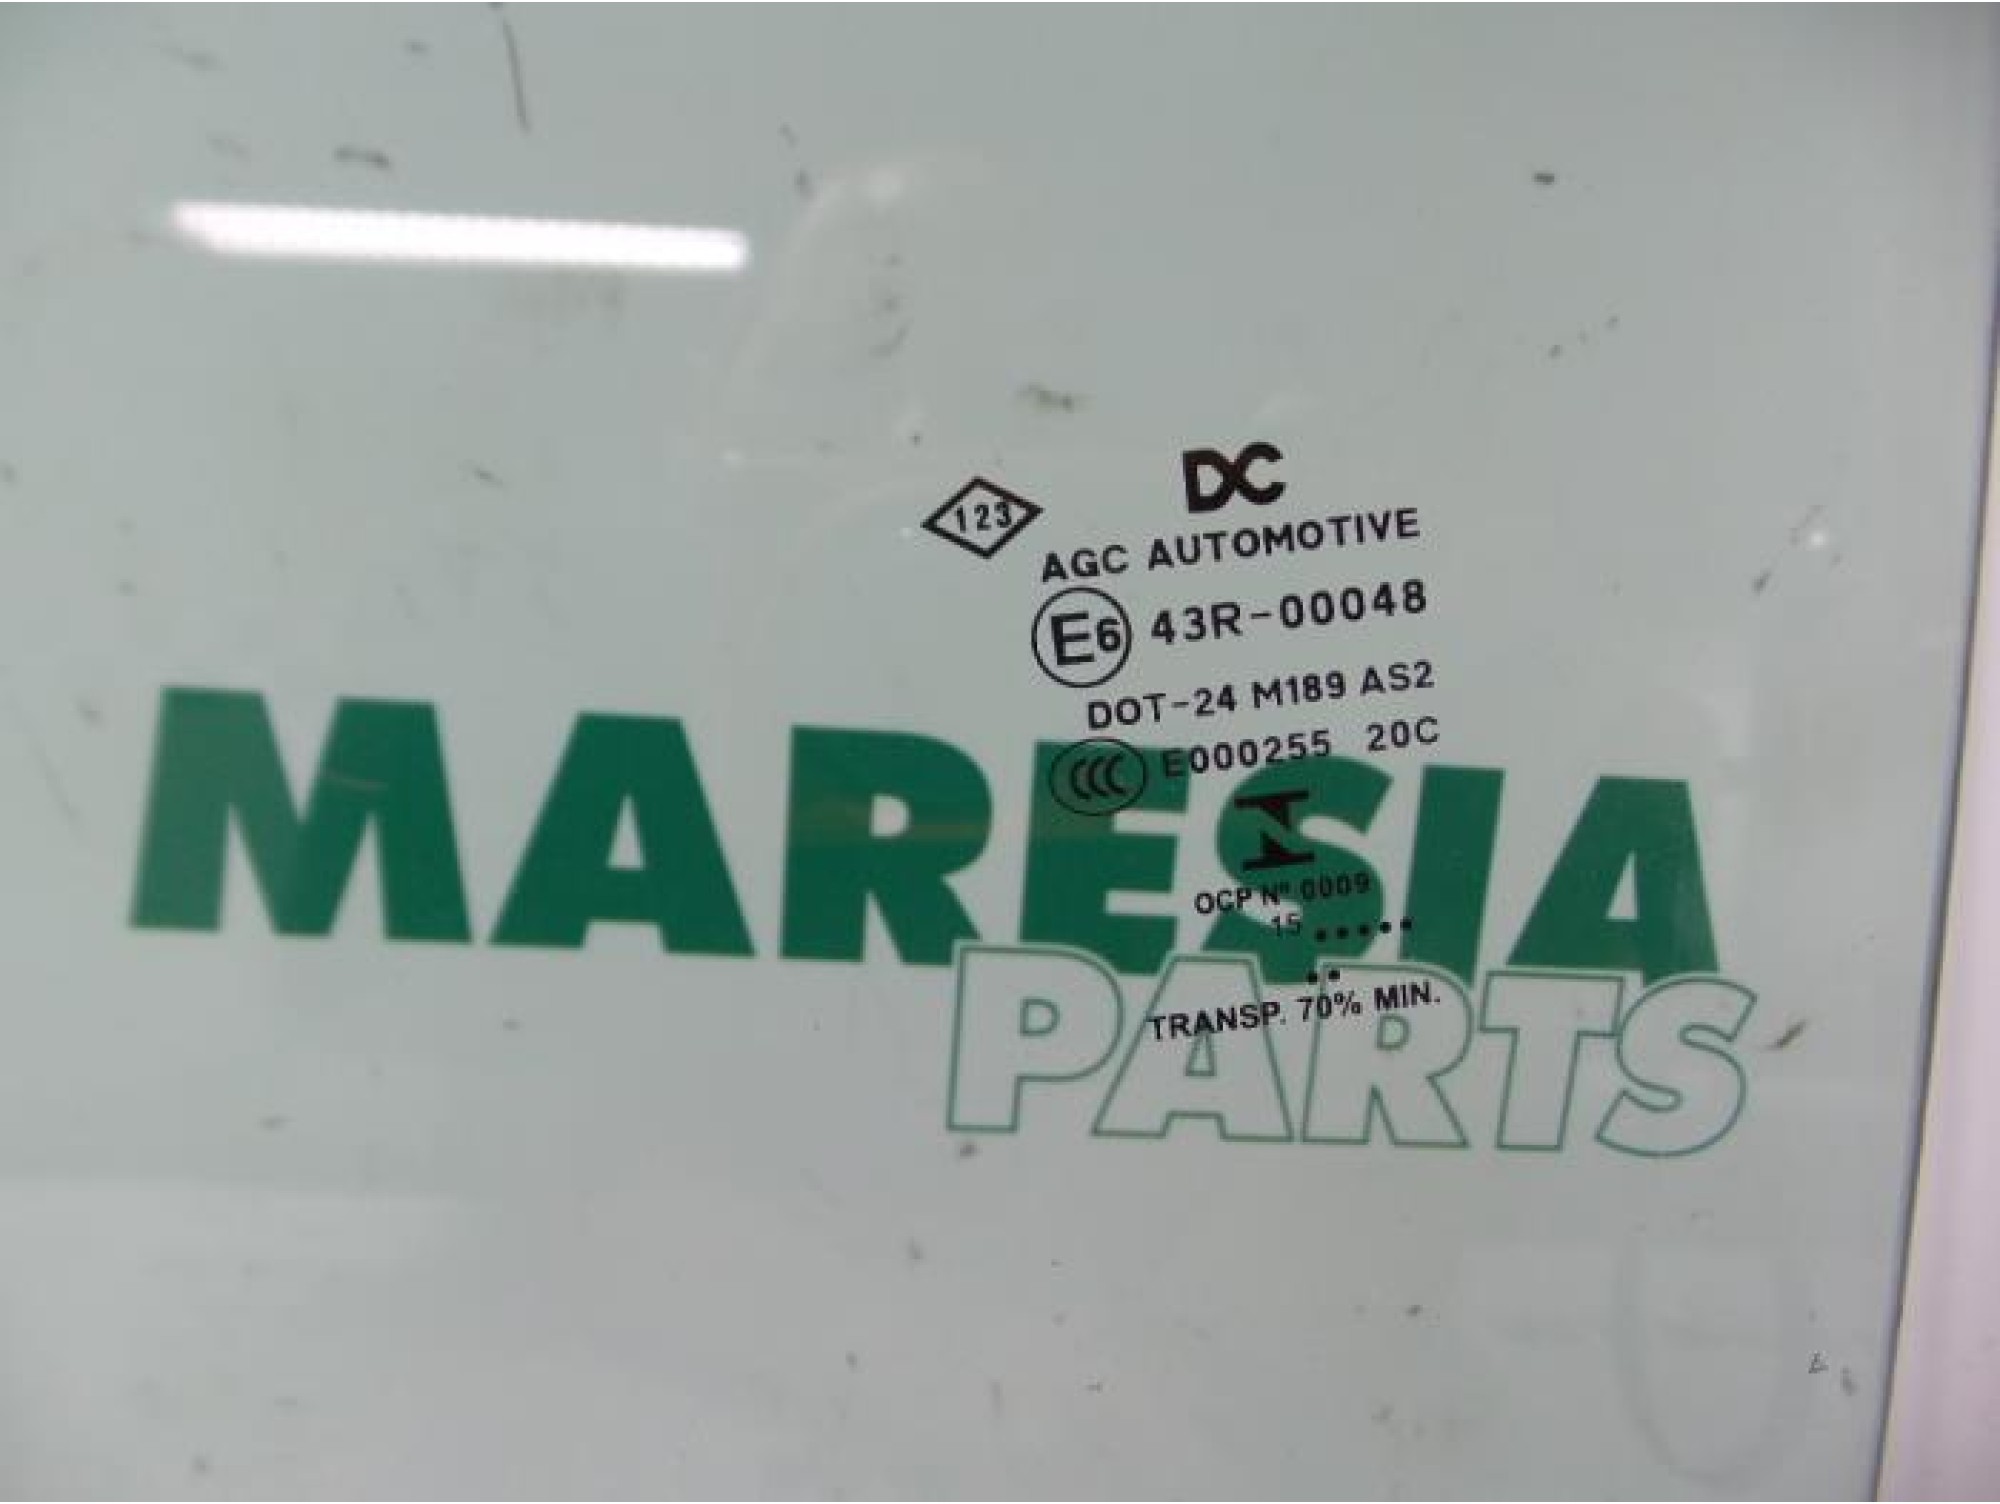 DC
123
AGC AUTOMOTIVE
E6 43R-00048
DOT-24 M189 AS2
CCC E000255 20C
OCP Nº 0009
15 .....
..
TRANSP. 70% MIN.
MARESIA
PARTS